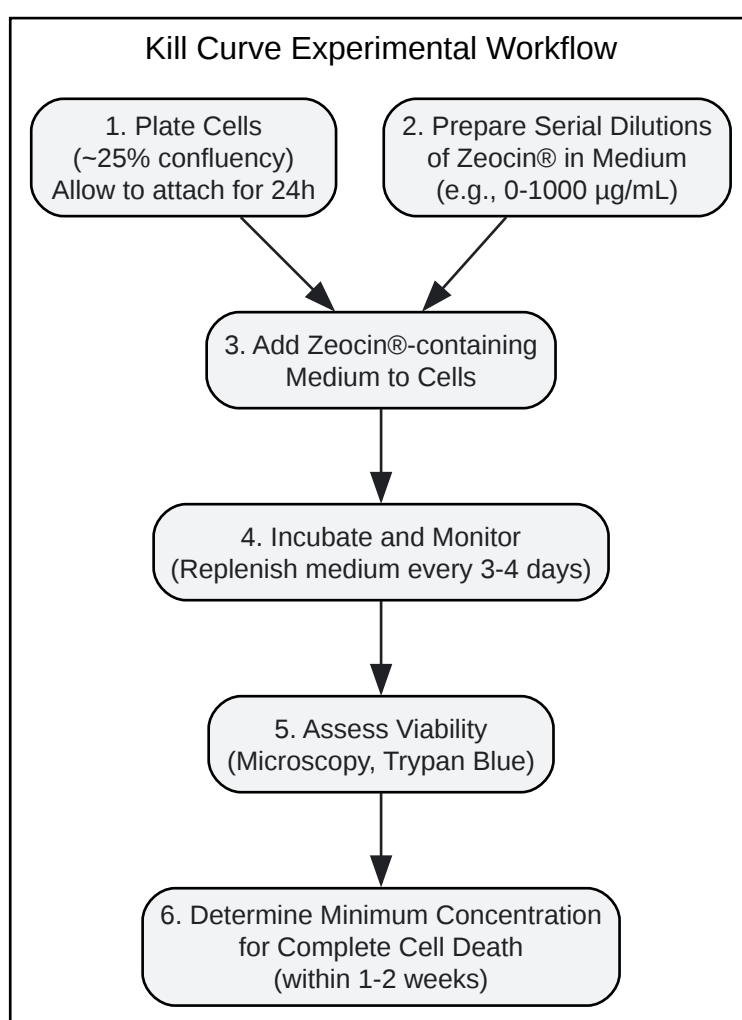 Kill Curve Experimental Workflow
1. Plate Cells
(~25% confluency)
Allow to attach for 24h
2. Prepare Serial Dilutions
of Zeocin® in Medium
(e.g., 0-1000 µg/mL)
3. Add Zeocin®-containing
Medium to Cells
4. Incubate and Monitor
(Replenish medium every 3-4 days)
5. Assess Viability
(Microscopy, Trypan Blue)
6. Determine Minimum Concentration
for Complete Cell Death
(within 1-2 weeks)